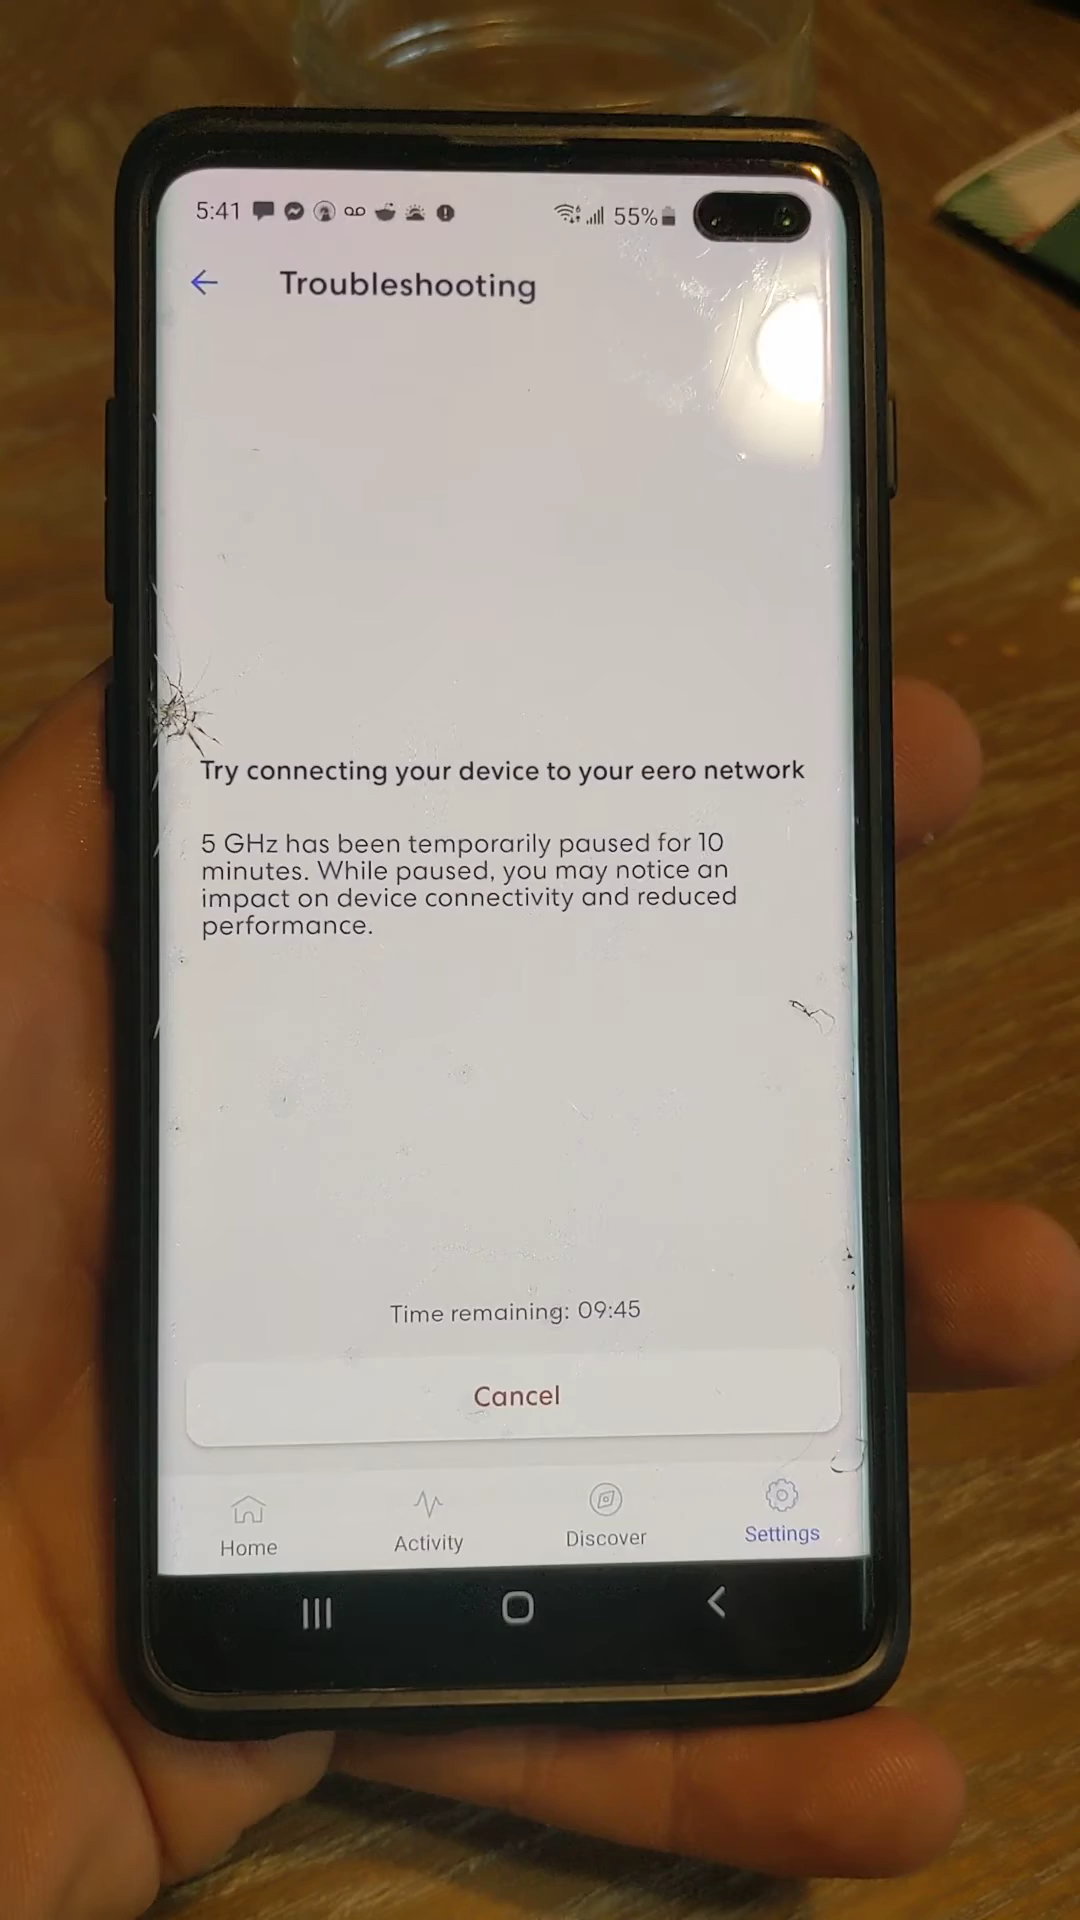 5:41 55%
Troubleshooting
Try connecting your device to your eero network
5 GHz has been temporarily paused for 10
minutes. While paused, you may notice an
impact on device connectivity and reduced
performance.
Time remaining: 09:45
Cancel
Home Activity Discover Settings